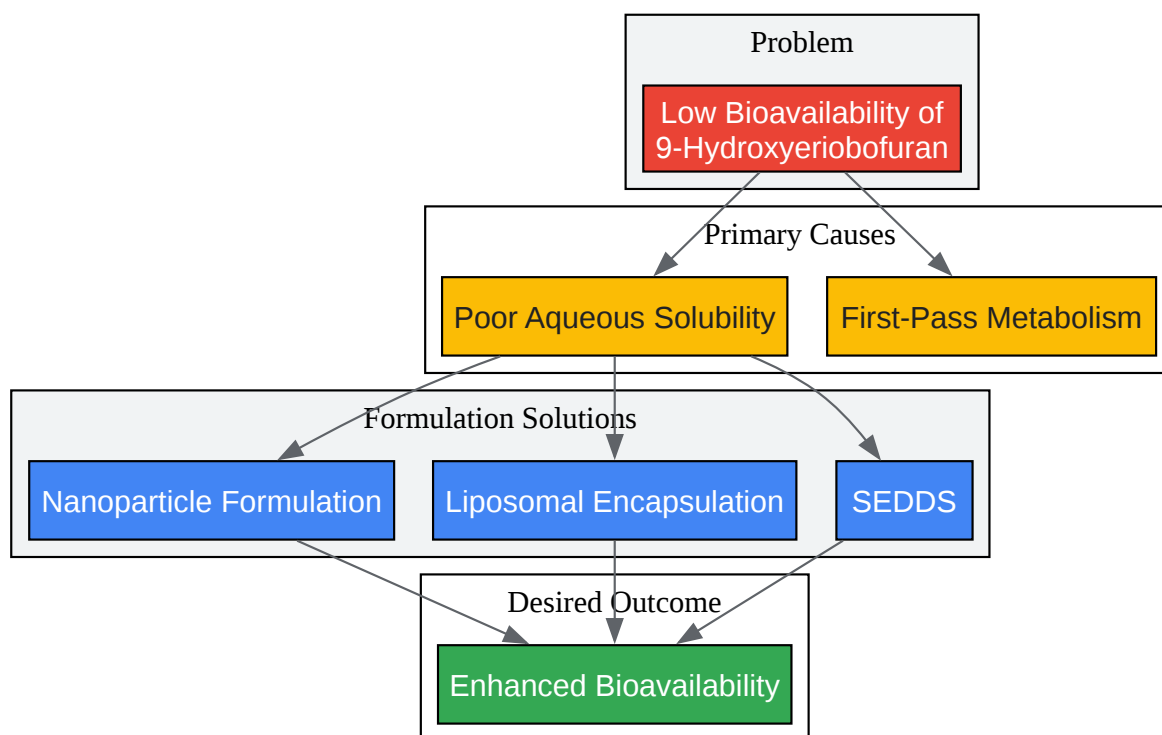 Problem
Low Bioavailability of
9-Hydroxyeriobofuran
Primary Causes
Poor Aqueous Solubility
First-Pass Metabolism
Formulation Solutions
Nanoparticle Formulation
Liposomal Encapsulation
SEDDS
Desired Outcome
Enhanced Bioavailability